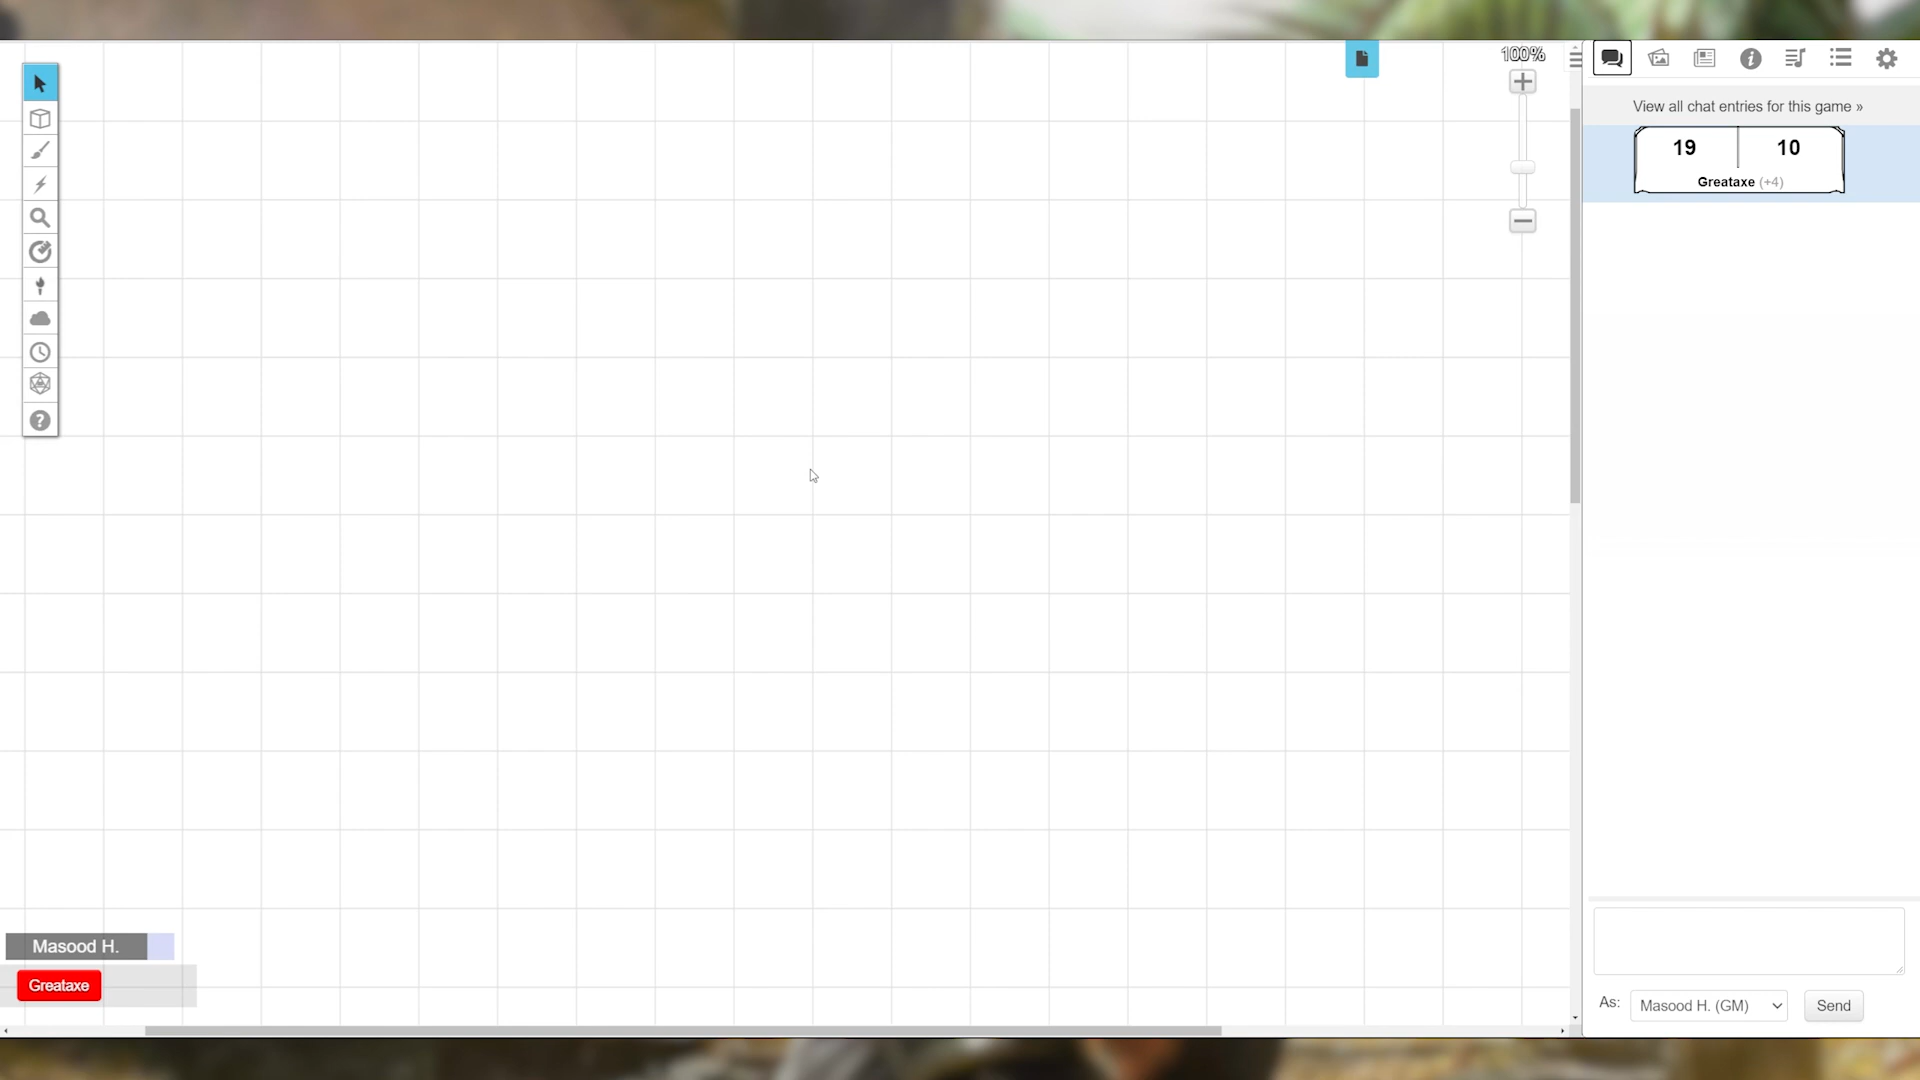 100%
View all chat entries for this game »
19 10
Greataxe (+4)
Masood H.
Greataxe
As: Masood H. (GM) Send